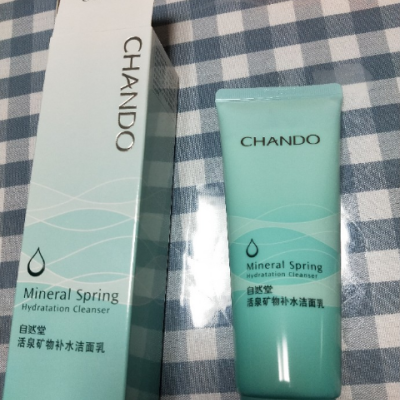 CHANDO
Mineral Spring
Hydratation Cleanser
自然堂
活泉矿物补水洁面乳
CHANDO
Mineral Spring
Hydratation Cleanser
自然堂
活泉矿物补水洁面乳